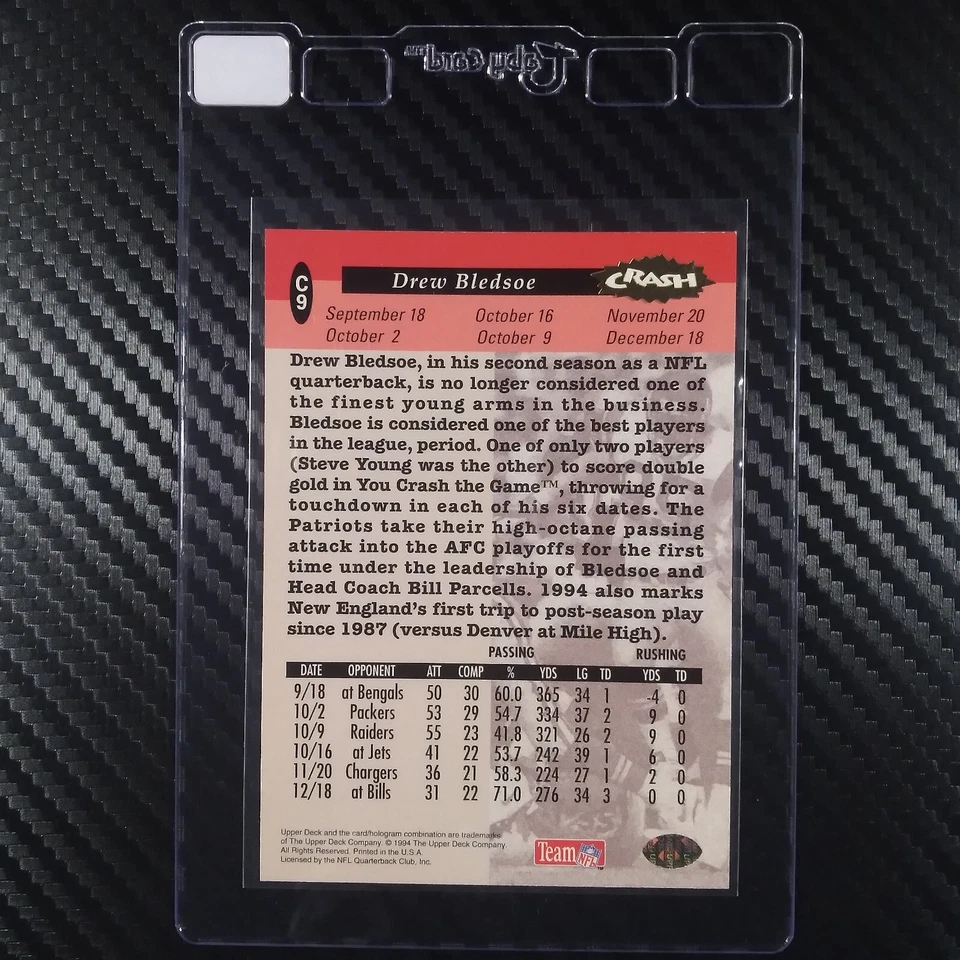 Toploader™
C
9
Drew Bledsoe
CRASH
September 18 October 16 November 20
October 2 October 9 December 18
Drew Bledsoe, in his second season as a NFL
quarterback, is no longer considered one of
the finest young arms in the business.
Bledsoe is considered one of the best players
in the league, period. One of only two players
(Steve Young was the other) to score double
gold in You Crash the Game™, throwing for a
touchdown in each of his six dates. The
Patriots take their high-octane passing
attack into the AFC playoffs for the first
time under the leadership of Bledsoe and
Head Coach Bill Parcells. 1994 also marks
New England's first trip to post-season play
since 1987 (versus Denver at Mile High).
PASSING RUSHING
DATE OPPONENT ATT COMP % YDS LG TD YDS TD
9/18 at Bengals 50 30 60.0 365 34 1 -4 0
10/2 Packers 53 29 54.7 334 37 2 9 0
10/9 Raiders 55 23 41.8 321 26 2 9 0
10/16 at Jets 41 22 53.7 242 39 1 6 0
11/20 Chargers 36 21 58.3 224 27 1 2 0
12/18 at Bills 31 22 71.0 276 34 3 0 0
Upper Deck and the card/hologram combination are trademarks
of The Upper Deck Company. © 1994 The Upper Deck Company.
All Rights Reserved. Printed in the U.S.A.
Licensed by the NFL Quarterback Club, Inc.
Team NFL™